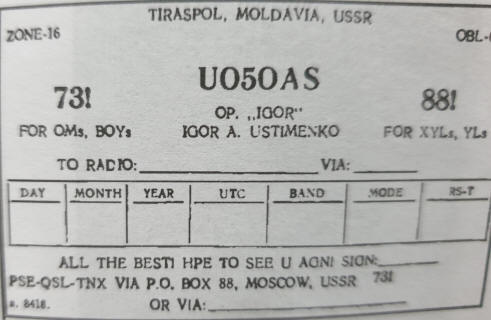 TIRASPOL, MOLDAVIA, USSR
ZONE-16 OBL-
UO5OAS
73! 88!
OP. „IGOR"
FOR OMs, BOYs IGOR A. USTIMENKO FOR XYLs, YLs
TO RADIO: VIA:
DAY MONTH YEAR UTC BAND MODE RS-T
ALL THE BEST! HPE TO SEE U AGN! SIGN:
PSE-QSL-TNX VIA P.O. BOX 88, MOSCOW, USSR 73!
8418. OR VIA: